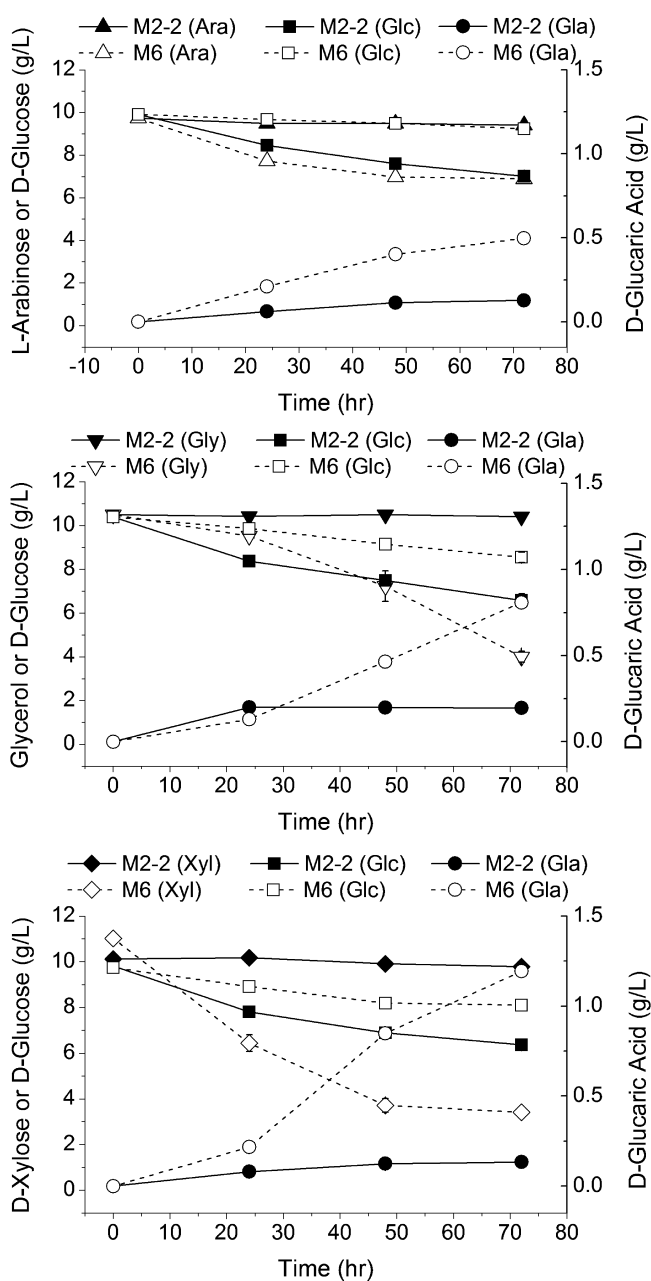 M2-2 (Ara) M2-2 (Glc) M2-2 (Gla)
M6 (Ara) M6 (Glc) M6 (Gla)
L-Arabinose or D-Glucose (g/L)
12
10
8
6
4
2
0
1.5
1.0
0.5
0.0
D-Glucaric Acid (g/L)
-10 0 10 20 30 40 50 60 70 80
Time (hr)
M2-2 (Gly) M2-2 (Glc) M2-2 (Gla)
M6 (Gly) M6 (Glc) M6 (Gla)
Glycerol or D-Glucose (g/L)
12
10
8
6
4
2
0
1.5
1.0
0.5
0.0
D-Glucaric Acid (g/L)
0 10 20 30 40 50 60 70 80
Time (hr)
M2-2 (Xyl) M2-2 (Glc) M2-2 (Gla)
M6 (Xyl) M6 (Glc) M6 (Gla)
D-Xylose or D-Glucose (g/L)
12
10
8
6
4
2
0
1.5
1.0
0.5
0.0
D-Glucaric Acid (g/L)
0 10 20 30 40 50 60 70 80
Time (hr)